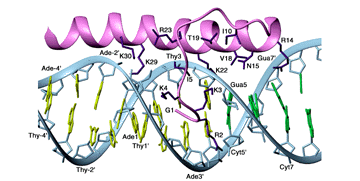 R23 T19 I10 R14
Ade-2' K30 Thy3 V18 Gua7'
K29 K22 N15
Ade-4' I5
K4 K3 Gua5
G1
Thy-4' Ade1 R2
Thy1' Cyt5'
Thy-2' Cyt7
Ade3'